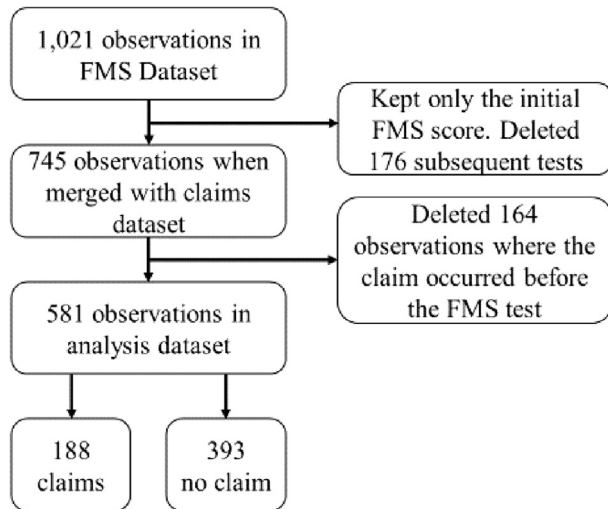 1,021 observations in
FMS Dataset
Kept only the initial
FMS score. Deleted
176 subsequent tests
745 observations when
merged with claims
dataset
Deleted 164
observations where the
claim occurred before
the FMS test
581 observations in
analysis dataset
188
claims
393
no claim